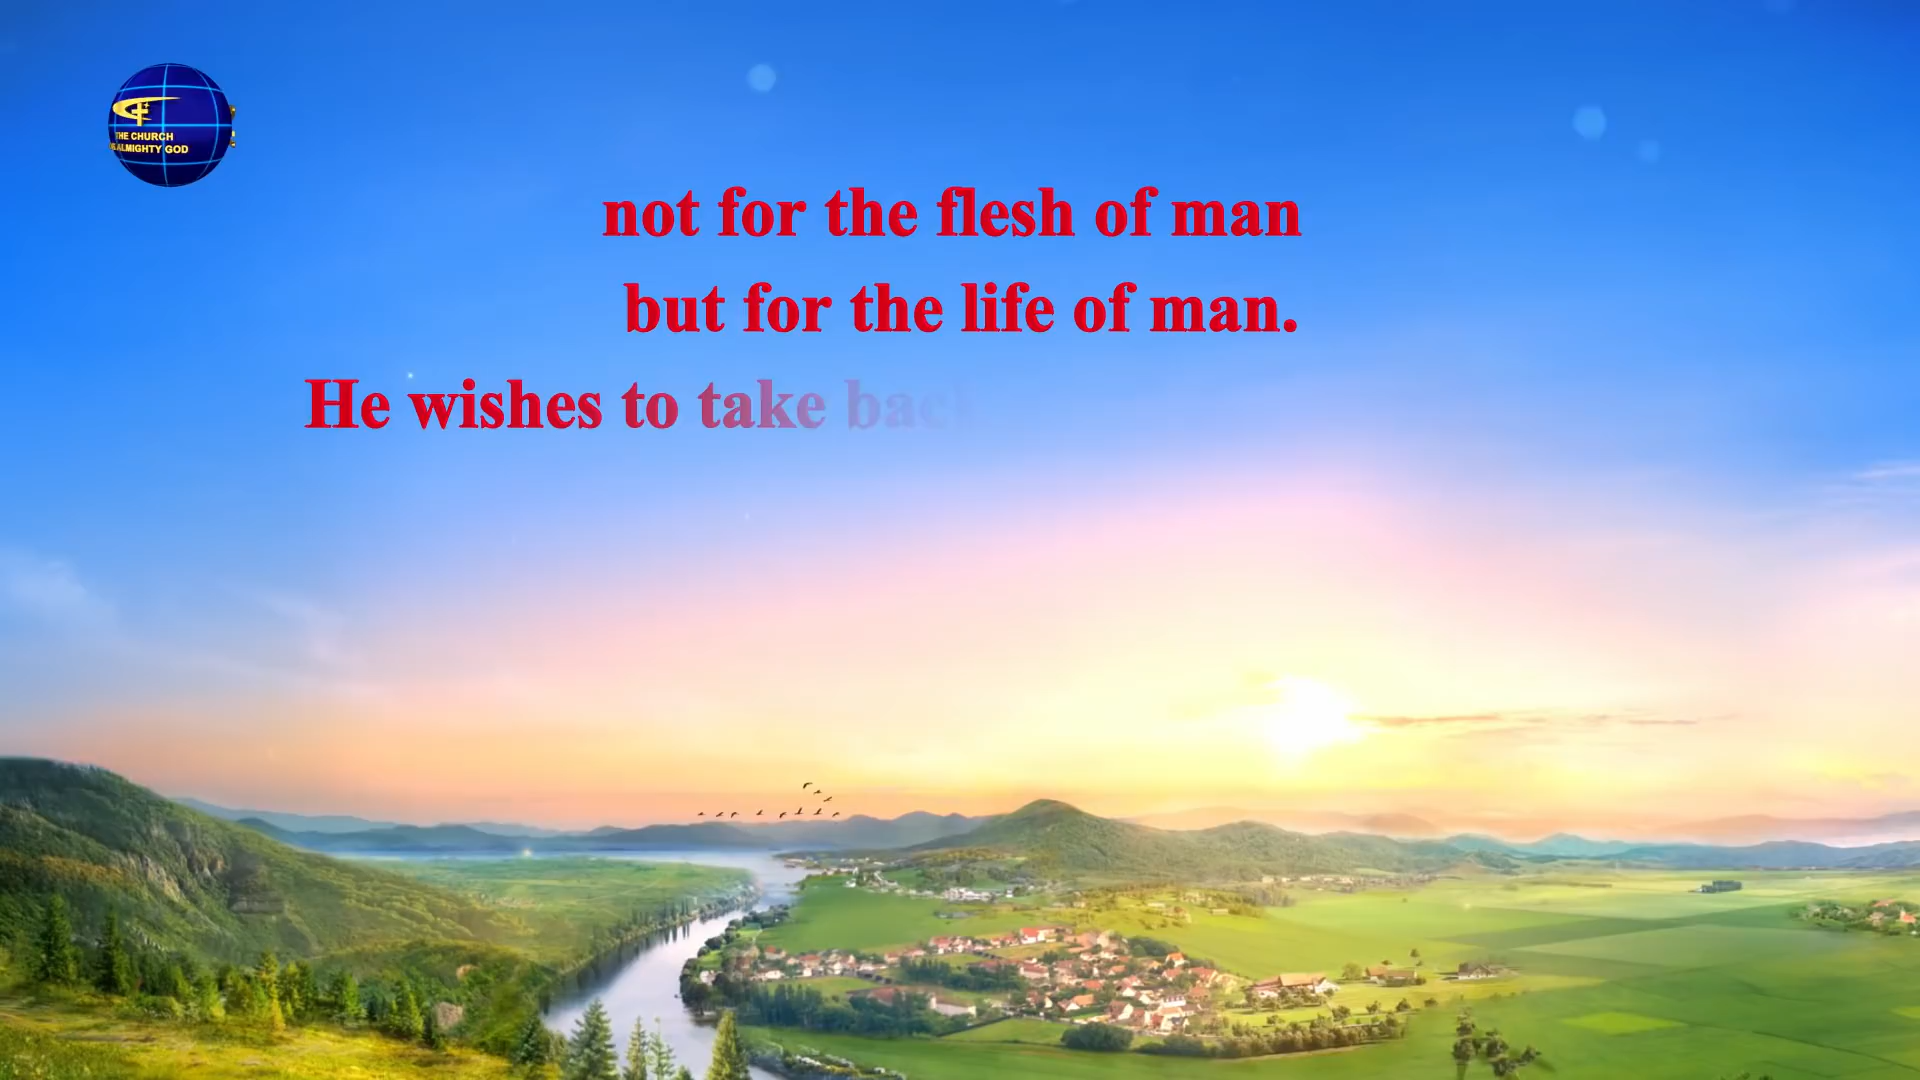 THE CHURCH
ALMIGHTY GOD
not for the flesh of man
but for the life of man.
He wishes to take back